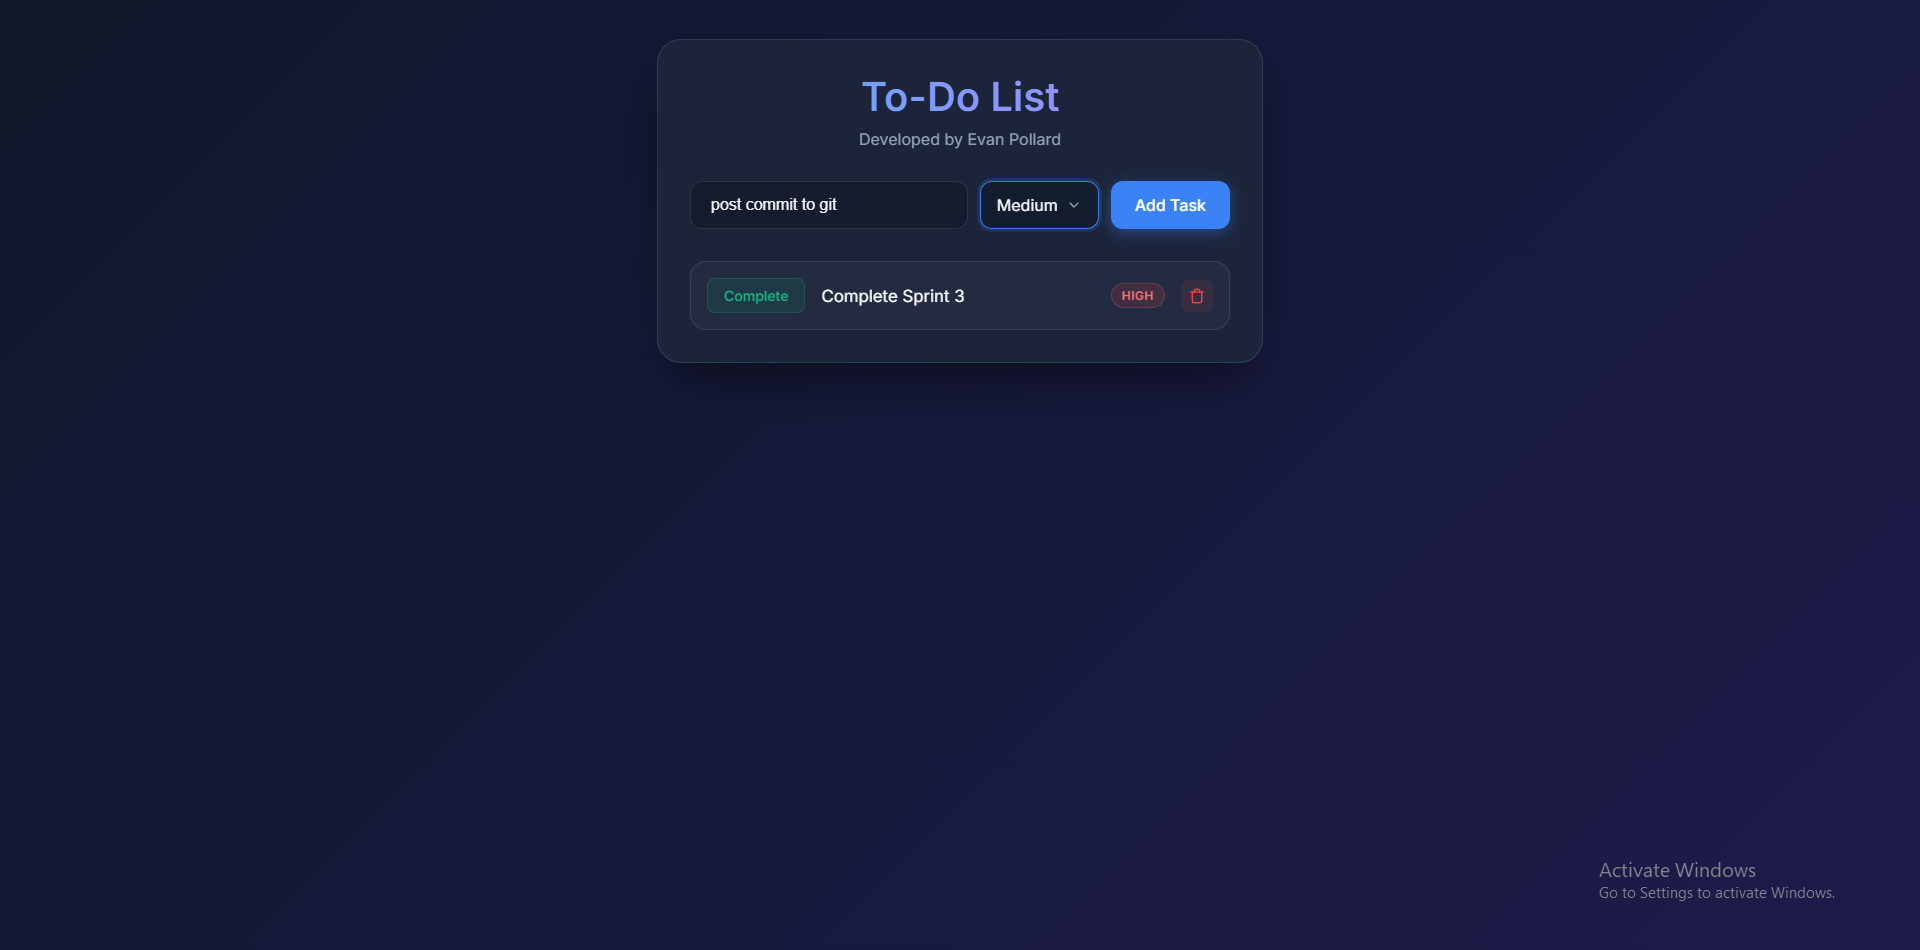 To-Do List
Developed by Evan Pollard
post commit to git
Medium
Add Task
Complete
Complete Sprint 3
HIGH
Activate Windows
Go to Settings to activate Windows.